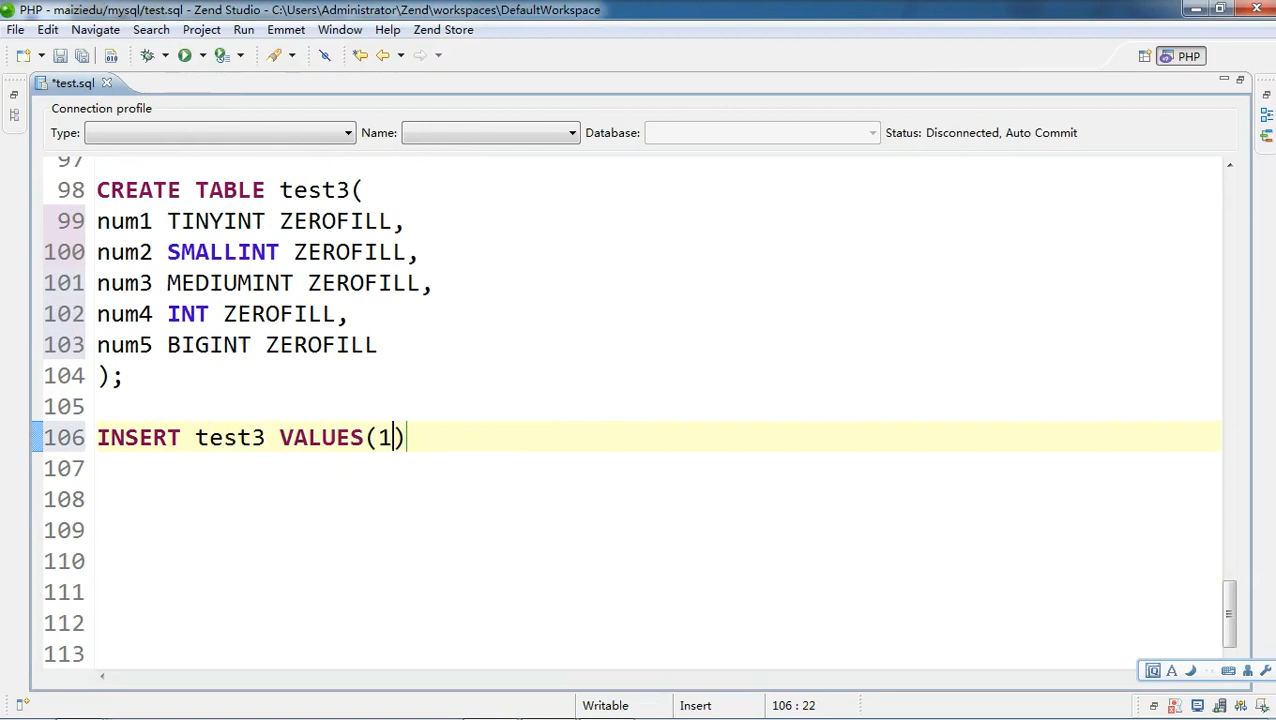 PHP - maiziedu/mysql/test.sql - Zend Studio - C:\Users\Administrator\Zend\workspaces\DefaultWorkspace
File Edit Navigate Search Project Run Emmet Window Help Zend Store
PHP
*test.sql
Connection profile
Type: Name: Database: Status: Disconnected, Auto Commit
97
98 CREATE TABLE test3(
99 num1 TINYINT ZEROFILL,
100 num2 SMALLINT ZEROFILL,
101 num3 MEDIUMINT ZEROFILL,
102 num4 INT ZEROFILL,
103 num5 BIGINT ZEROFILL
104 );
105
106 INSERT test3 VALUES(1)
107
108
109
110
111
112
113
Writable Insert 106 : 22